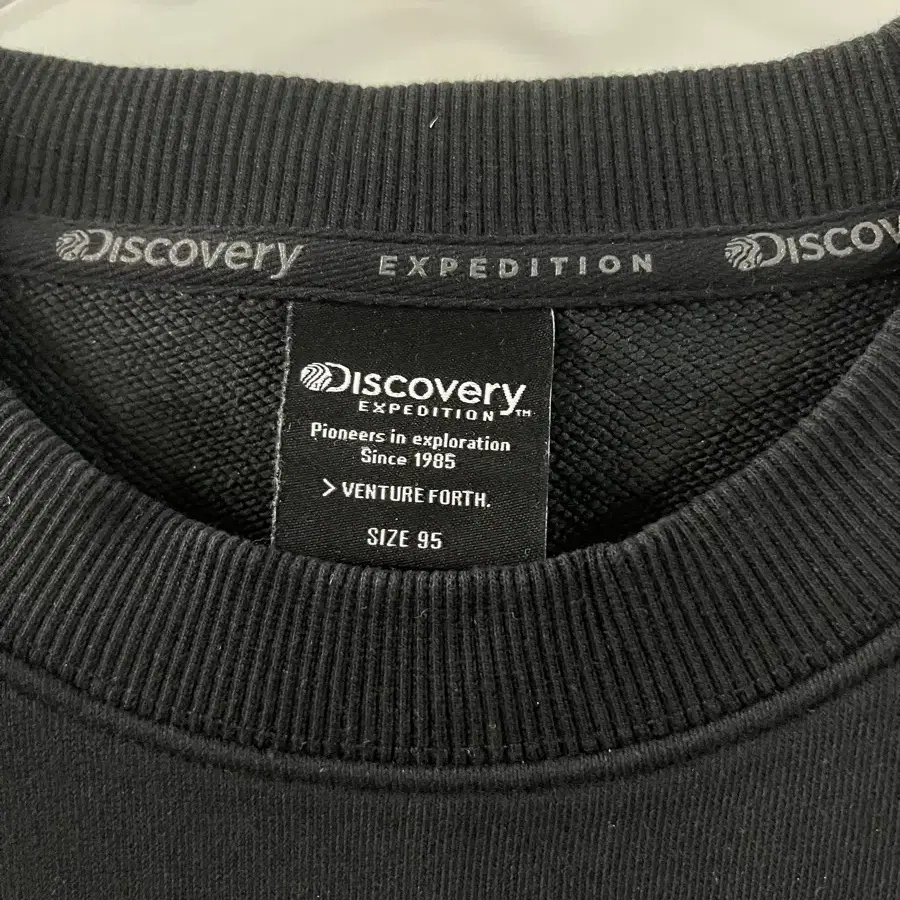 DISCOVERY EXPEDITION DISCOV
DISCOVERY
EXPEDITION™
Pioneers in exploration
Since 1985
> VENTURE FORTH.
SIZE 95